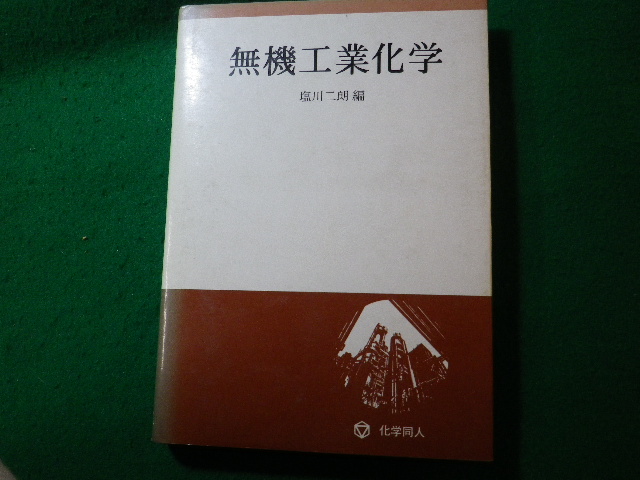 無機工業化学
塩川二朗 編
化学同人